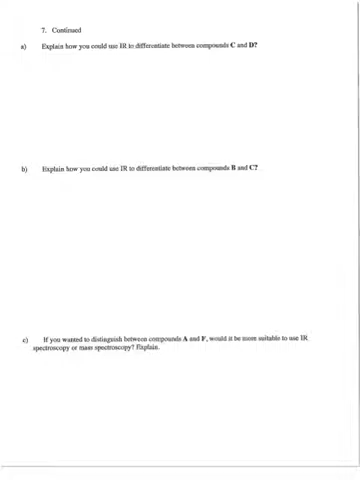 7. Continued
a) Explain how you could use IR to differentiate between compounds C and D?
b) Explain how you could use IR to differentiate between compounds B and C?
c) If you wanted to distinguish between compounds A and F, would it be more suitable to use IR
spectroscopy or mass spectroscopy? Explain.